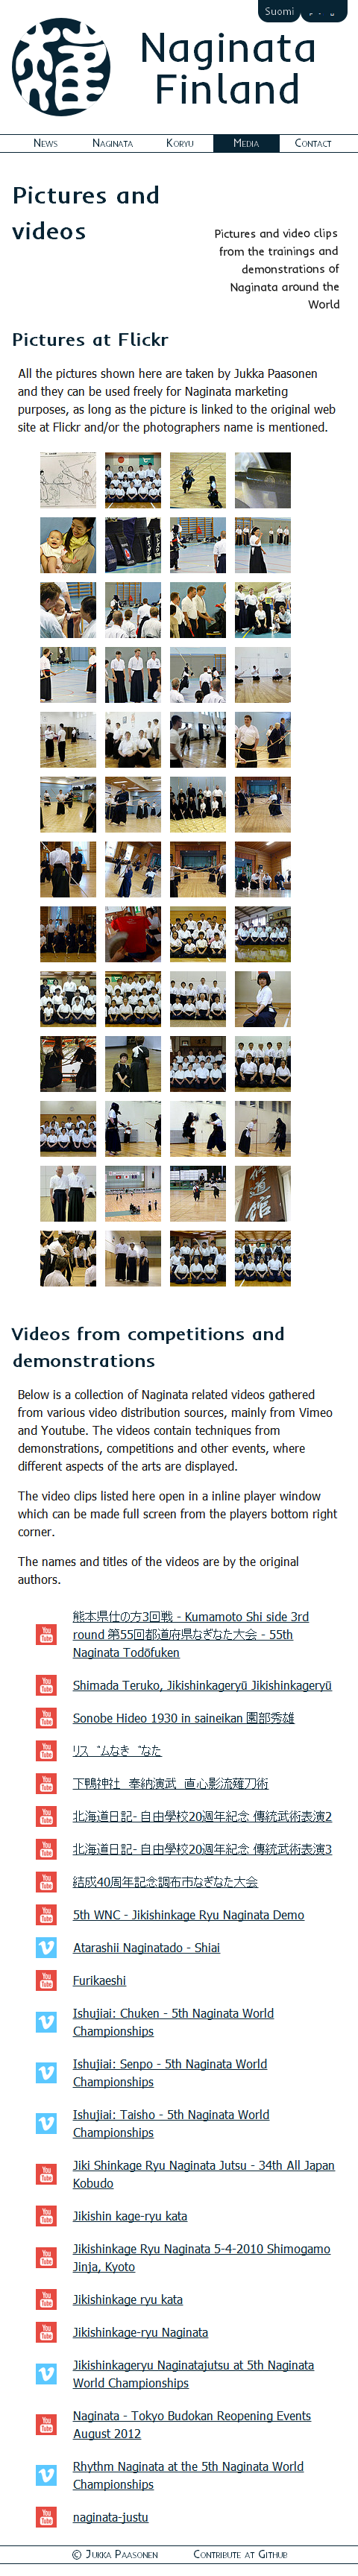 Suomi
Naginata
Finland
News Naginata Koryu Media Contact
Pictures and
videos
Pictures and video clips
from the trainings and
demonstrations of
Naginata around the
World
Pictures at Flickr
All the pictures shown here are taken by Jukka Paasonen
and they can be used freely for Naginata marketing
purposes, as long as the picture is linked to the original web
site at Flickr and/or the photographers name is mentioned.
Videos from competitions and
demonstrations
Below is a collection of Naginata related videos gathered
from various video distribution sources, mainly from Vimeo
and Youtube. The videos contain techniques from
demonstrations, competitions and other events, where
different aspects of the arts are displayed.
The video clips listed here open in a inline player window
which can be made full screen from the players bottom right
corner.
The names and titles of the videos are by the original
authors.
熊本県仕の方3回戦 - Kumamoto Shi side 3rd
round 第55回都道府県なぎなた大会 - 55th
Naginata Todōfuken
Shimada Teruko, Jikishinkageryū Jikishinkageryū
Sonobe Hideo 1930 in saineikan 園部秀雄
リズムなぎなた
下鴨神社　奉納演武　直心影流薙刀術
北海道日記- 自由學校20週年紀念 傳統武術表演2
北海道日記- 自由學校20週年紀念 傳統武術表演3
結成40周年記念調布市なぎなた大会
5th WNC - Jikishinkage Ryu Naginata Demo
Atarashii Naginatado - Shiai
Furikaeshi
Ishujiai: Chuken - 5th Naginata World
Championships
Ishujiai: Senpo - 5th Naginata World
Championships
Ishujiai: Taisho - 5th Naginata World
Championships
Jiki Shinkage Ryu Naginata Jutsu - 34th All Japan
Kobudo
Jikishin kage-ryu kata
Jikishinkage Ryu Naginata 5-4-2010 Shimogamo
Jinja, Kyoto
Jikishinkage ryu kata
Jikishinkage-ryu Naginata
Jikishinkageryu Naginatajutsu at 5th Naginata
World Championships
Naginata - Tokyo Budokan Reopening Events
August 2012
Rhythm Naginata at the 5th Naginata World
Championships
naginata-justu
© Jukka Paasonen Contribute at Github